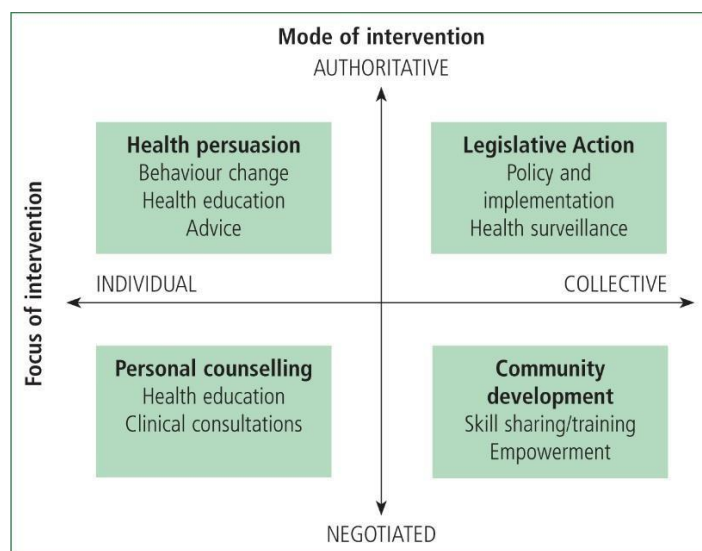 Mode of intervention
AUTHORITATIVE
Health persuasion
Behaviour change
Health education
Advice
Legislative Action
Policy and
implementation
Health surveillance
Focus of intervention
INDIVIDUAL
COLLECTIVE
Personal counselling
Health education
Clinical consultations
Community
development
Skill sharing/training
Empowerment
NEGOTIATED